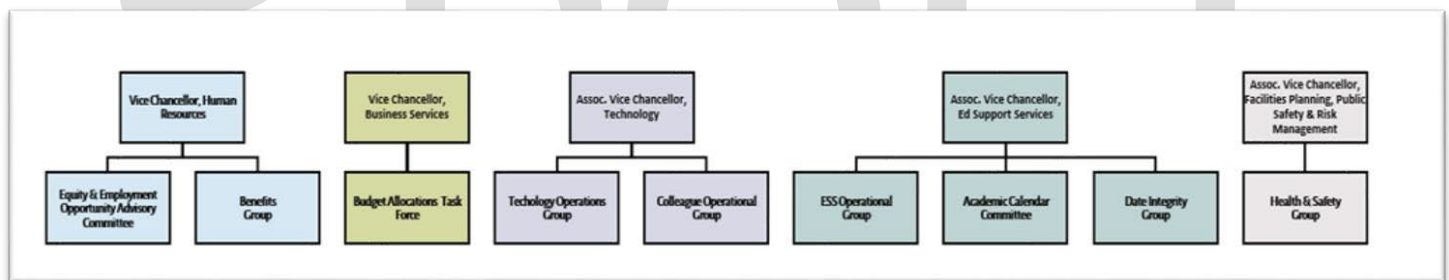 Vice Chancellor, Human
Resources
Vice Chancellor,
Business Services
Assoc. Vice Chancellor,
Technology
Assoc. Vice Chancellor,
Ed Support Services
Assoc. Vice Chancellor,
Facilities Planning, Public
Safety & Risk
Management
Equity & Employment
Opportunity Advisory
Committee
Benefits
Group
Budget Allocations Task
Force
Techology Operations
Group
Colleague Operational
Group
ESS Operational
Group
Academic Calendar
Committee
Date Integrity
Group
Health & Safety
Group